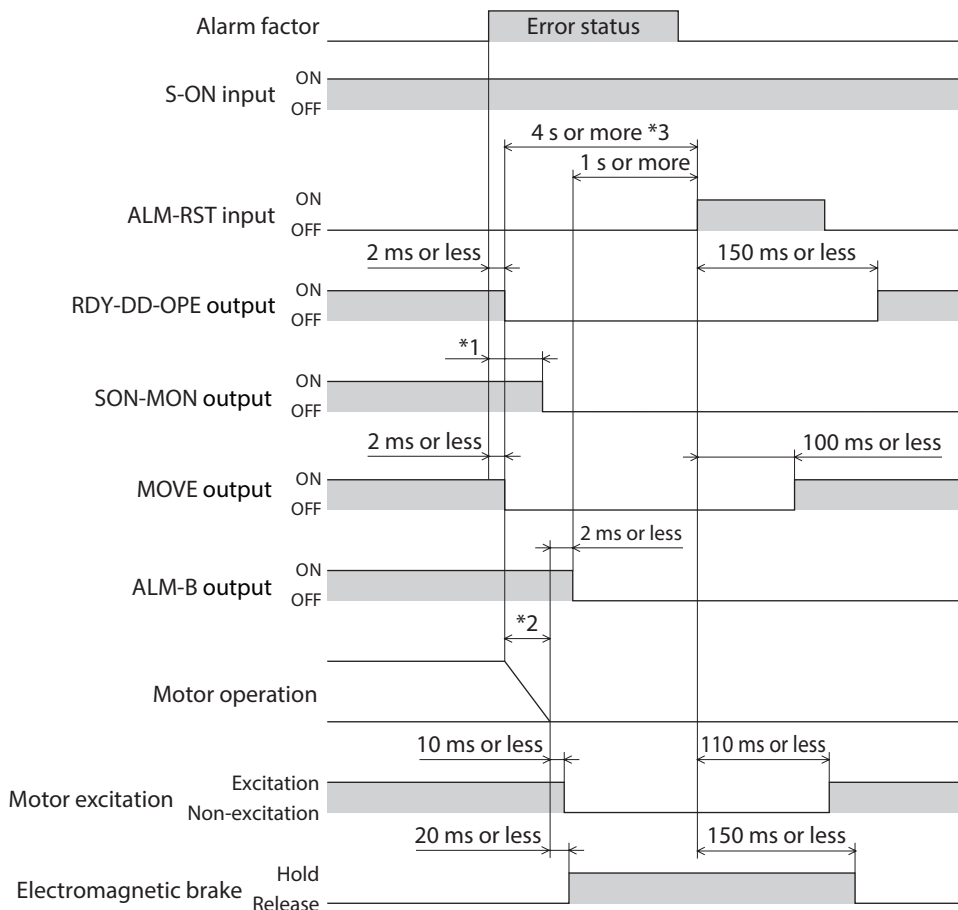 Alarm factor
Error status
S-ON input
ON
OFF
4 s or more *3
1 s or more
ALM-RST input
ON
OFF
2 ms or less
150 ms or less
RDY-DD-OPE output
ON
OFF
*1
SON-MON output
ON
OFF
2 ms or less
100 ms or less
MOVE output
ON
OFF
2 ms or less
ALM-B output
ON
OFF
*2
Motor operation
10 ms or less
110 ms or less
Motor excitation
Excitation
Non-excitation
20 ms or less
150 ms or less
Electromagnetic brake
Hold
Release